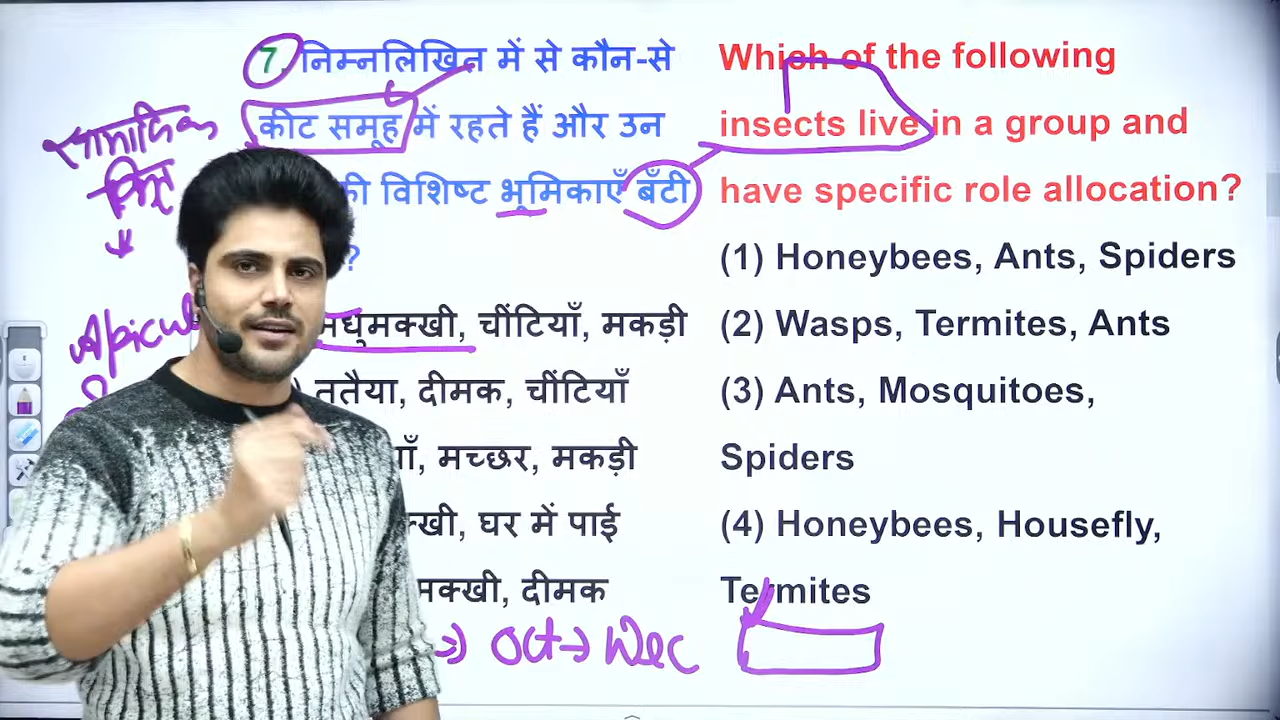 7 निम्नलिखित में से कौन-से
कीट समूह में रहते हैं और उन
की विशिष्ट भूमिकाएँ बँटी
?
मधुमक्खी, चींटियाँ, मकड़ी
ततैया, दीमक, चींटियाँ
मच्छर, मकड़ी
घर में पाई
दीमक
Which of the following
insects live in a group and
have specific role allocation?
(1) Honeybees, Ants, Spiders
(2) Wasps, Termites, Ants
(3) Ants, Mosquitoes,
Spiders
(4) Honeybees, Housefly,
Termites
सामाजिक
Oct → Dec